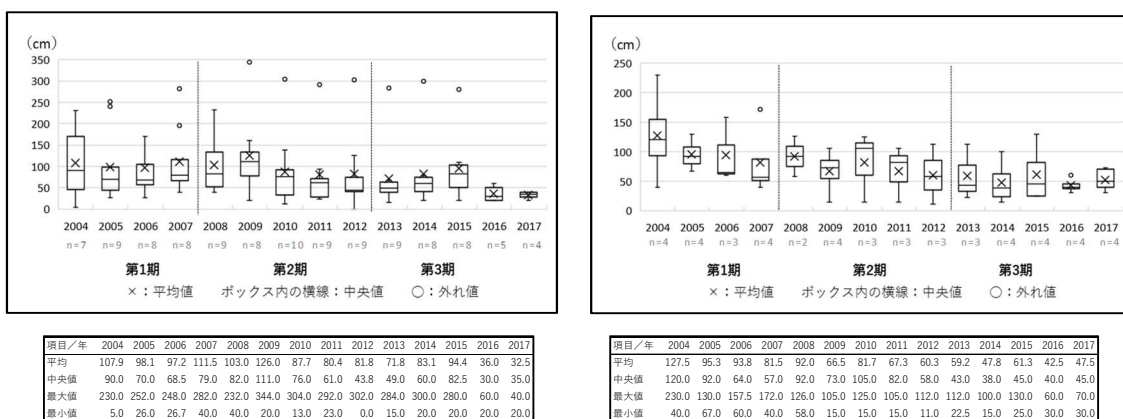 (cm)
350
300
250
200
150
100
50
0
2004 2005 2006 2007 2008 2009 2010 2011 2012 2013 2014 2015 2016 2017
n=7 n=9 n=8 n=8 n=9 n=8 n=10 n=9 n=9 n=9 n=8 n=8 n=5 n=4
第1期 第2期 第3期
×：平均値 ボックス内の横線：中央値 ○：外れ値
(cm)
250
200
150
100
50
0
2004 2005 2006 2007 2008 2009 2010 2011 2012 2013 2014 2015 2016 2017
n=4 n=4 n=3 n=4 n=2 n=4 n=3 n=3 n=3 n=3 n=4 n=4 n=4 n=4
第1期 第2期 第3期
×：平均値 ボックス内の横線：中央値 ○：外れ値
項目／年 2004 2005 2006 2007 2008 2009 2010 2011 2012 2013 2014 2015 2016 2017
平均 107.9 98.1 97.2 111.5 103.0 126.0 87.7 80.4 81.8 71.8 83.1 94.4 36.0 32.5
中央値 90.0 70.0 68.5 79.0 82.0 111.0 76.0 61.0 43.8 49.0 60.0 82.5 30.0 35.0
最大値 230.0 252.0 248.0 282.0 232.0 344.0 304.0 292.0 302.0 284.0 300.0 280.0 60.0 40.0
最小値 5.0 26.0 26.7 40.0 40.0 20.0 13.0 23.0 0.0 15.0 20.0 20.0 20.0 20.0
項目／年 2004 2005 2006 2007 2008 2009 2010 2011 2012 2013 2014 2015 2016 2017
平均 127.5 95.3 93.8 81.5 92.0 66.5 81.7 67.3 60.3 59.2 47.8 61.3 42.5 47.5
中央値 120.0 92.0 64.0 57.0 92.0 73.0 105.0 82.0 58.0 43.0 38.0 45.0 40.0 45.0
最大値 230.0 130.0 157.5 172.0 126.0 105.0 125.0 105.0 112.0 112.0 100.0 130.0 60.0 70.0
最小値 40.0 67.0 60.0 40.0 58.0 15.0 15.0 15.0 11.0 22.5 15.0 25.0 30.0 30.0